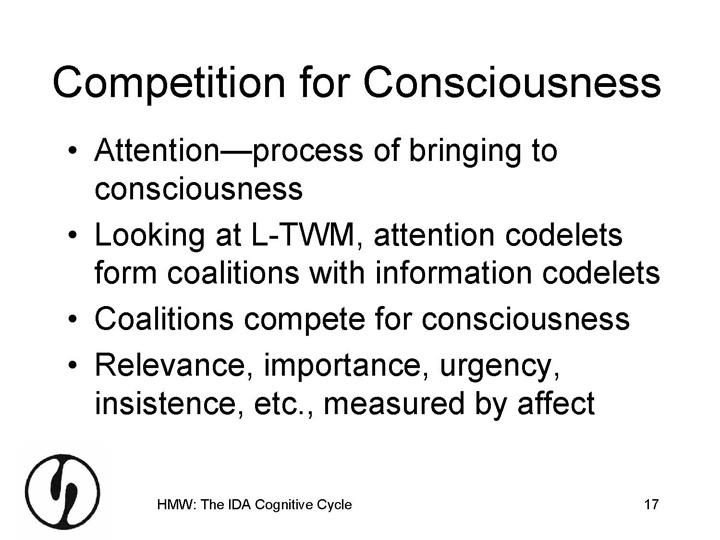 Competition for Consciousness
• Attention—process of bringing to
consciousness
• Looking at L-TWM, attention codelets
form coalitions with information codelets
• Coalitions compete for consciousness
• Relevance, importance, urgency,
insistence, etc., measured by affect
HMW: The IDA Cognitive Cycle
17